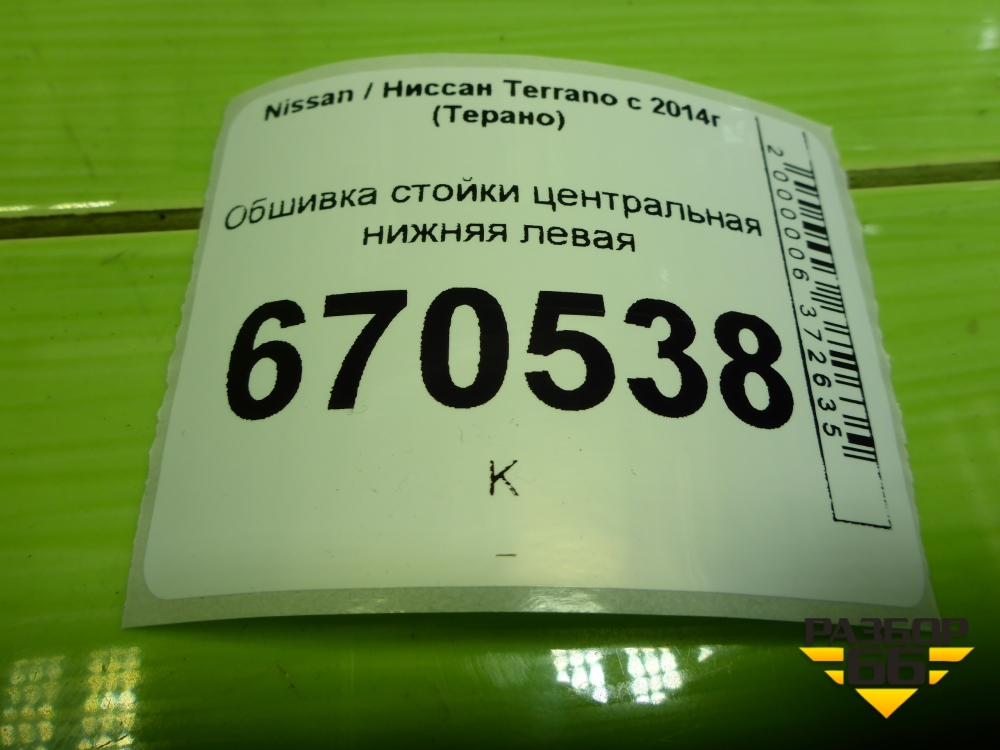 Nissan / Ниссан Terrano с 2014г
(Терано)
Обшивка стойки центральная
нижняя левая
670538
К
–
2000006372635
РАЗБОР
66